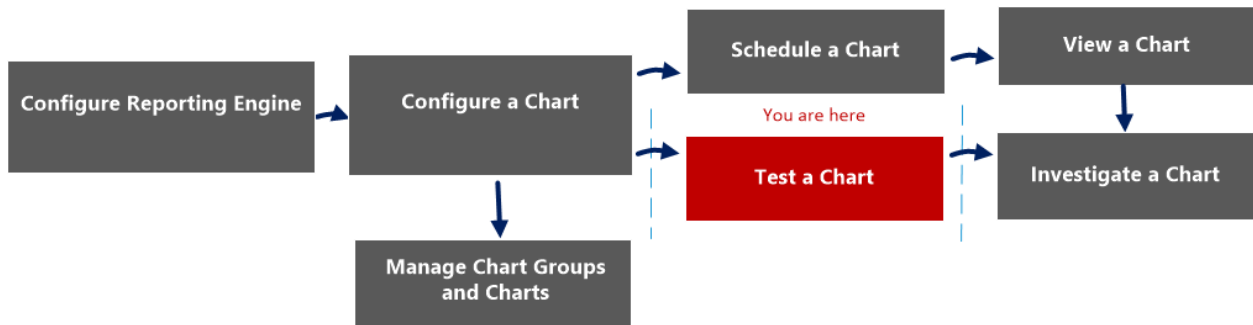 Configure Reporting Engine
Configure a Chart
Manage Chart Groups
and Charts
Schedule a Chart
You are here
Test a Chart
View a Chart
Investigate a Chart